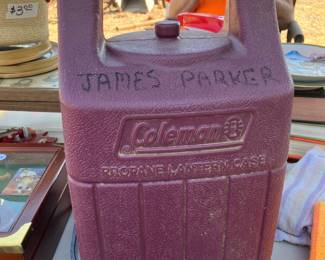 $3.00
JAMES PARKER
Coleman
PROPANE LANTERN CASE